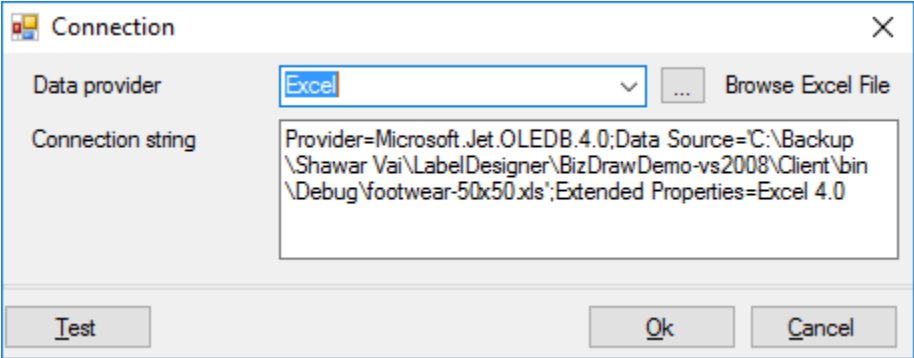 Connection
Data provider
Excel
... Browse Excel File
Connection string
Provider=Microsoft.Jet.OLEDB.4.0;Data Source='C:\Backup
\Shawar Vai\LabelDesigner\BizDrawDemo-vs2008\Client\bin
\Debug\footwear-50x50.xls';Extended Properties=Excel 4.0
Test
Ok
Cancel